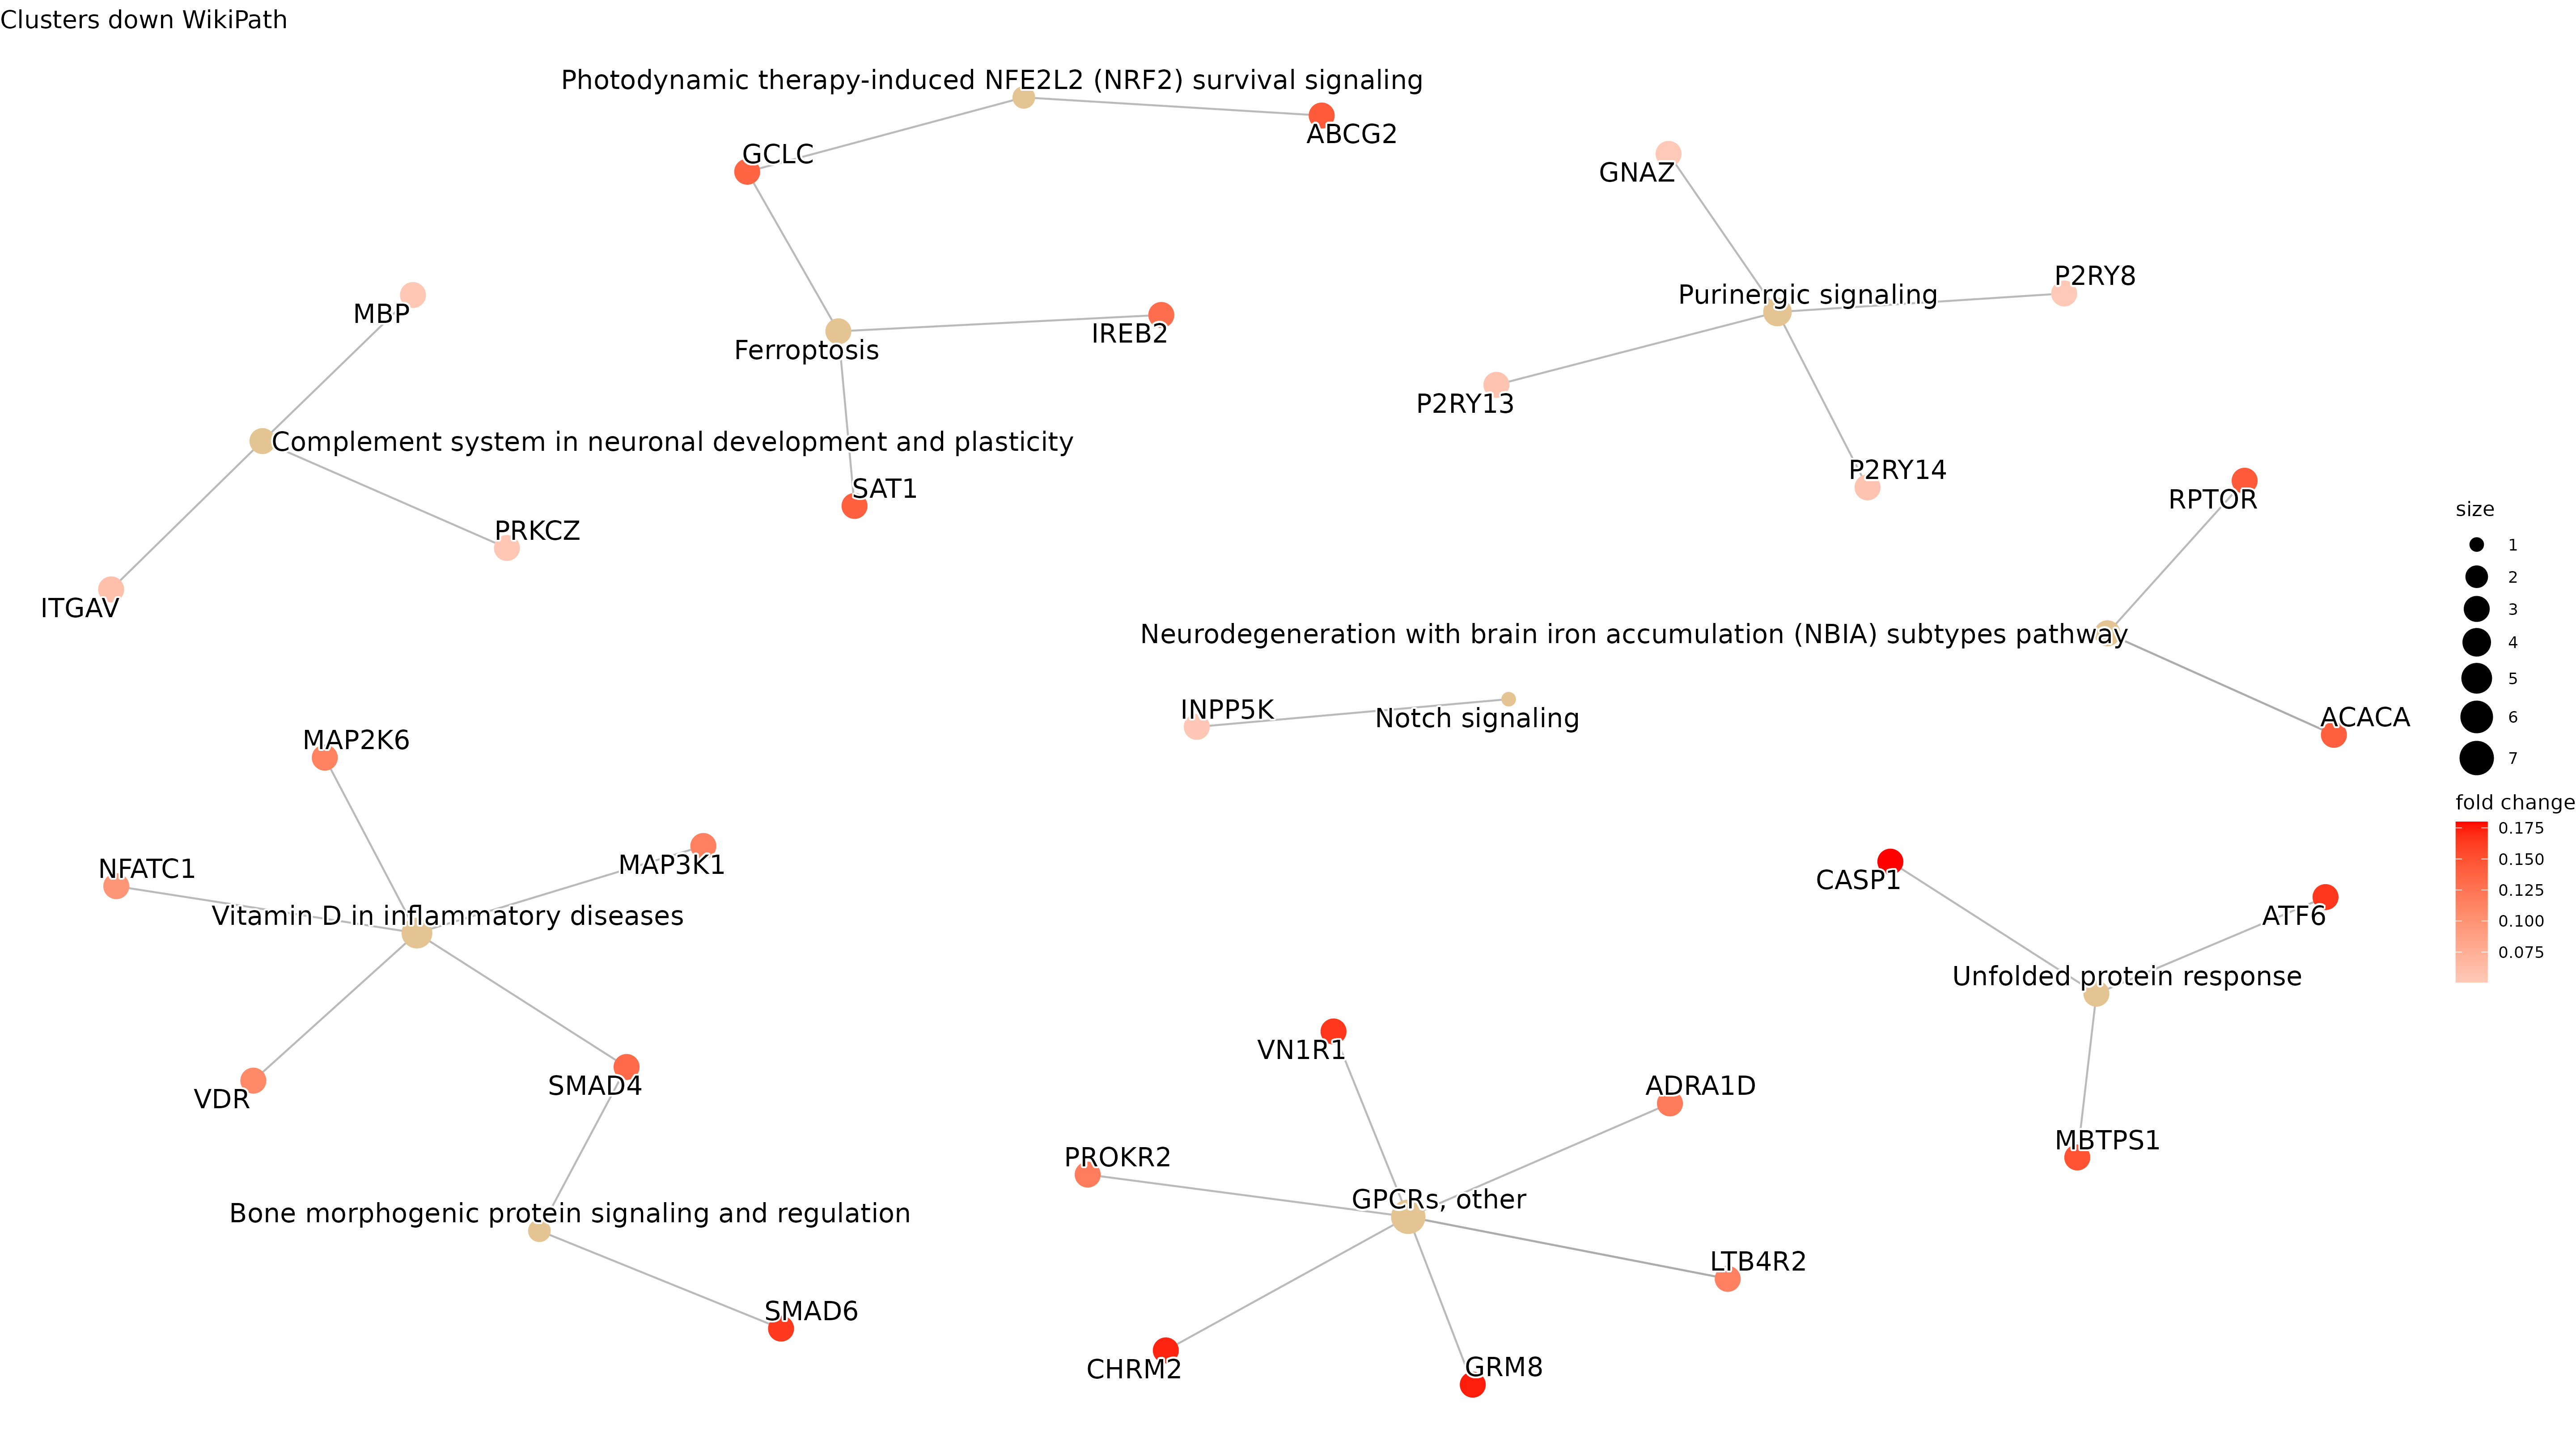 Clusters down WikiPath
Photodynamic therapy-induced NFE2L2 (NRF2) survival signaling
ABCG2
GCLC
GNAZ
P2RY8
Purinergic signaling
MBP
IREB2
Ferroptosis
P2RY13
Complement system in neuronal development and plasticity
P2RY14
SAT1
RPTOR
PRKCZ
ITGAV
Neurodegeneration with brain iron accumulation (NBIA) subtypes pathway
INPP5K
Notch signaling
ACACA
MAP2K6
MAP3K1
NFATC1
Vitamin D in inflammatory diseases
CASP1
ATF6
Unfolded protein response
VN1R1
ADRA1D
SMAD4
VDR
MBTPS1
PROKR2
GPCRs, other
Bone morphogenic protein signaling and regulation
LTB4R2
SMAD6
CHRM2
GRM8
size
1
2
3
4
5
6
7
fold change
0.175
0.150
0.125
0.100
0.075